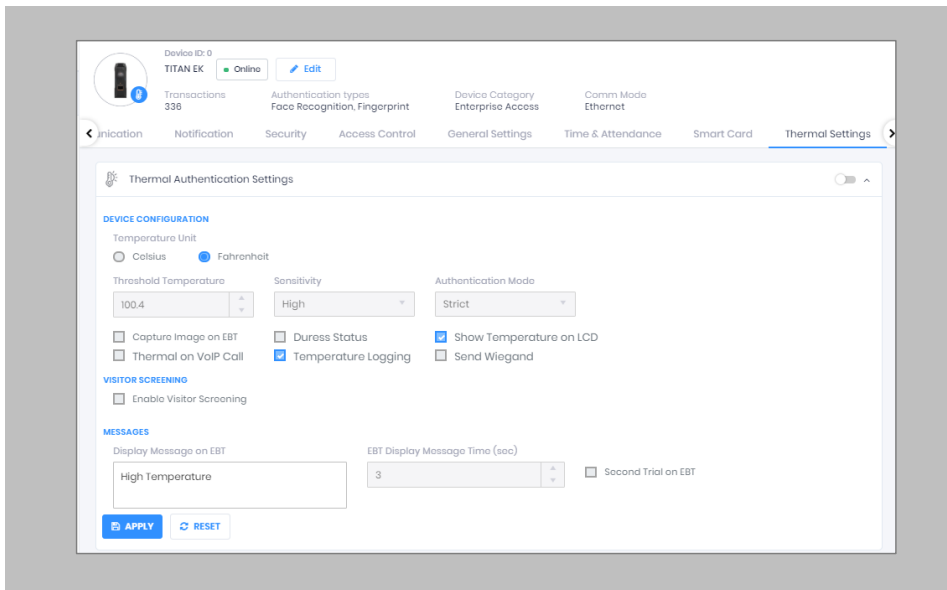 Device ID: 0
TITAN EK Online Edit
Transactions Authentication types Device Category Comm Mode
336 Face Recognition, Fingerprint Enterprise Access Ethernet
nication Notification Security Access Control General Settings Time & Attendance Smart Card Thermal Settings
Thermal Authentication Settings
DEVICE CONFIGURATION
Temperature Unit
Celsius Fahrenheit
Threshold Temperature Sensitivity Authentication Mode
100.4 High Strict
Capture Image on EBT Duress Status Show Temperature on LCD
Thermal on VoIP Call Temperature Logging Send Wiegand
VISITOR SCREENING
Enable Visitor Screening
MESSAGES
Display Message on EBT EBT Display Message Time (sec)
High Temperature 3 Second Trial on EBT
APPLY RESET